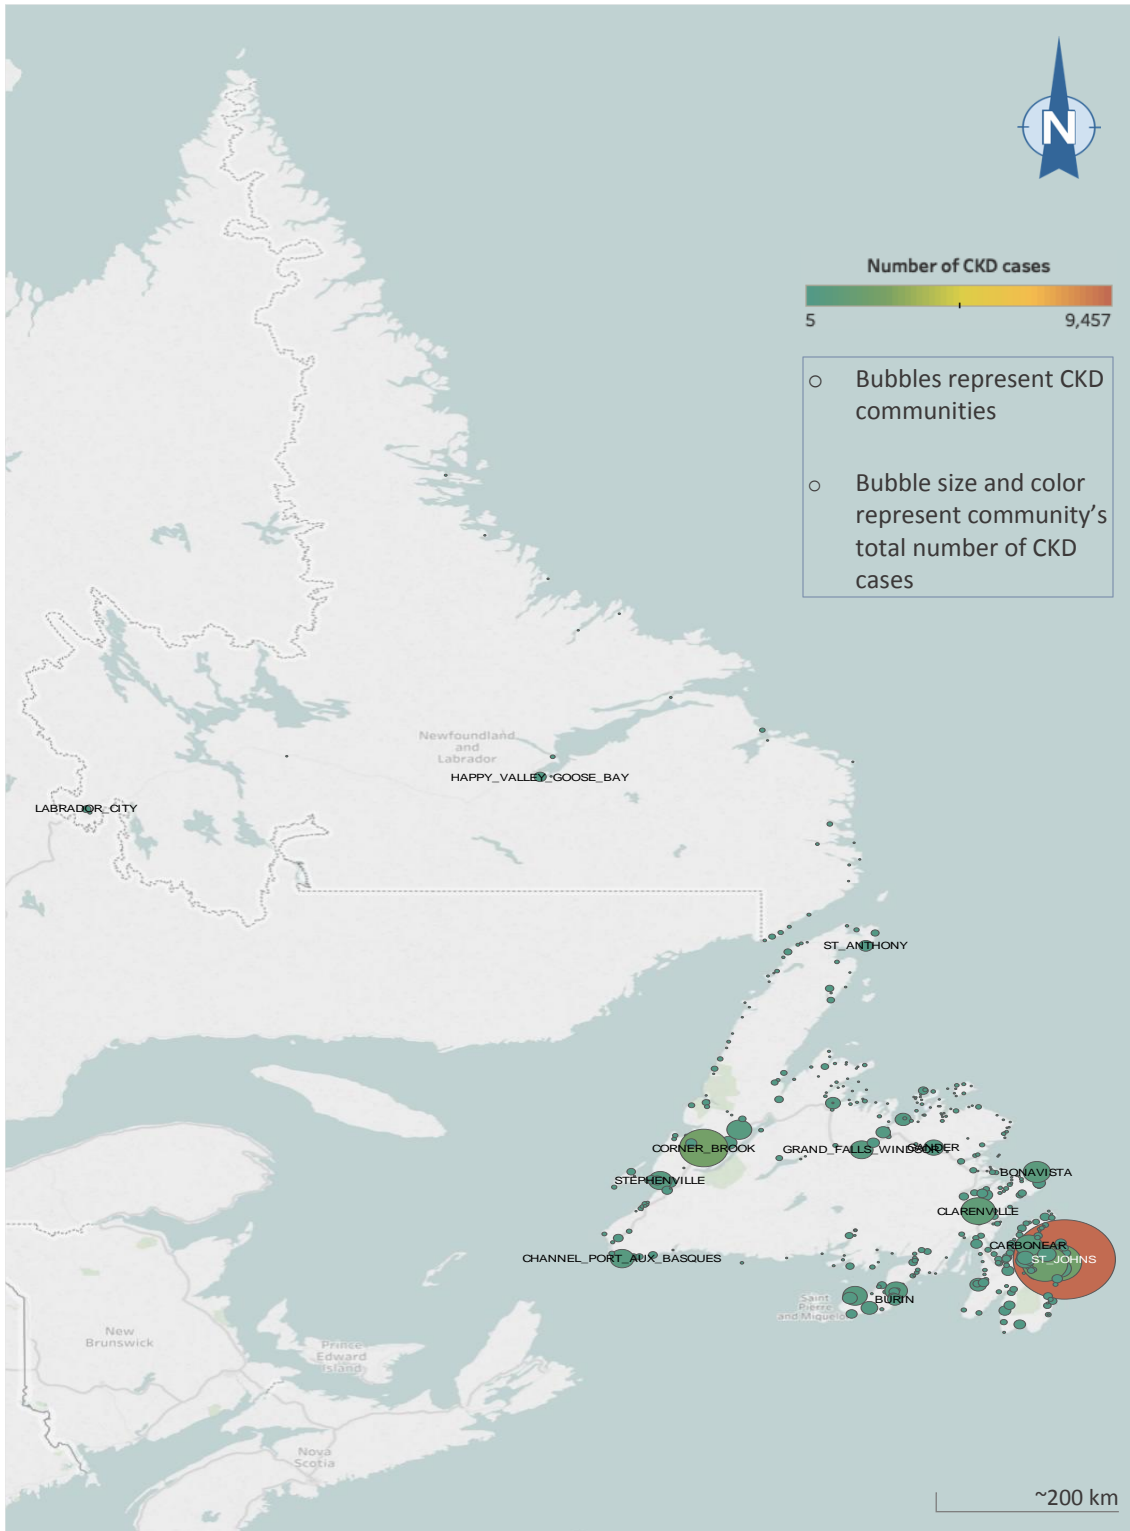 N
Number of CKD cases
5
9,457
○ Bubbles represent CKD
communities
○ Bubble size and color
represent community's
total number of CKD
cases
Newfoundland
and
Labrador
HAPPY_VALLEY_GOOSE_BAY
LABRADOR_CITY
ST_ANTHONY
CORNER_BROOK
GRAND_FALLS_WINDSOR
GANDER
STEPHENVILLE
BONAVISTA
CLARENVILLE
CARBONEAR
ST_JOHNS
CHANNEL_PORT_AUX_BASQUES
BURIN
Saint
Pierre
and Miquelon
New
Brunswick
Prince
Edward
Island
Nova
Scotia
~200 km